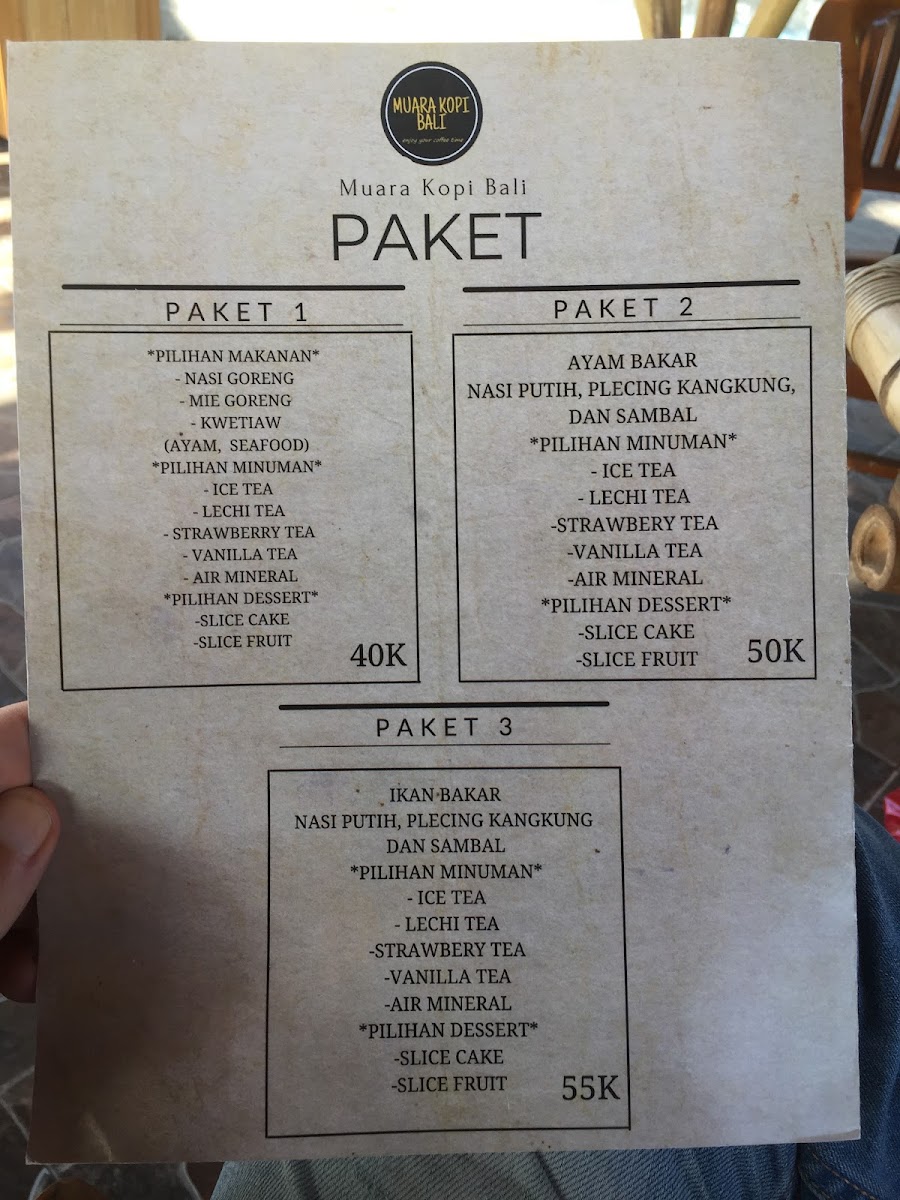 MUARA KOPI
BALI
enjoy your coffee time
Muara Kopi Bali
PAKET
PAKET 1
*PILIHAN MAKANAN*
- NASI GORENG
- MIE GORENG
- KWETIAW
(AYAM, SEAFOOD)
*PILIHAN MINUMAN*
- ICE TEA
- LECHI TEA
- STRAWBERRY TEA
- VANILLA TEA
- AIR MINERAL
*PILIHAN DESSERT*
-SLICE CAKE
-SLICE FRUIT
40K
PAKET 2
AYAM BAKAR
NASI PUTIH, PLECING KANGKUNG,
DAN SAMBAL
*PILIHAN MINUMAN*
- ICE TEA
- LECHI TEA
-STRAWBERY TEA
-VANILLA TEA
-AIR MINERAL
*PILIHAN DESSERT*
-SLICE CAKE
-SLICE FRUIT
50K
PAKET 3
IKAN BAKAR
NASI PUTIH, PLECING KANGKUNG
DAN SAMBAL
*PILIHAN MINUMAN*
- ICE TEA
- LECHI TEA
-STRAWBERY TEA
-VANILLA TEA
-AIR MINERAL
*PILIHAN DESSERT*
-SLICE CAKE
-SLICE FRUIT
55K